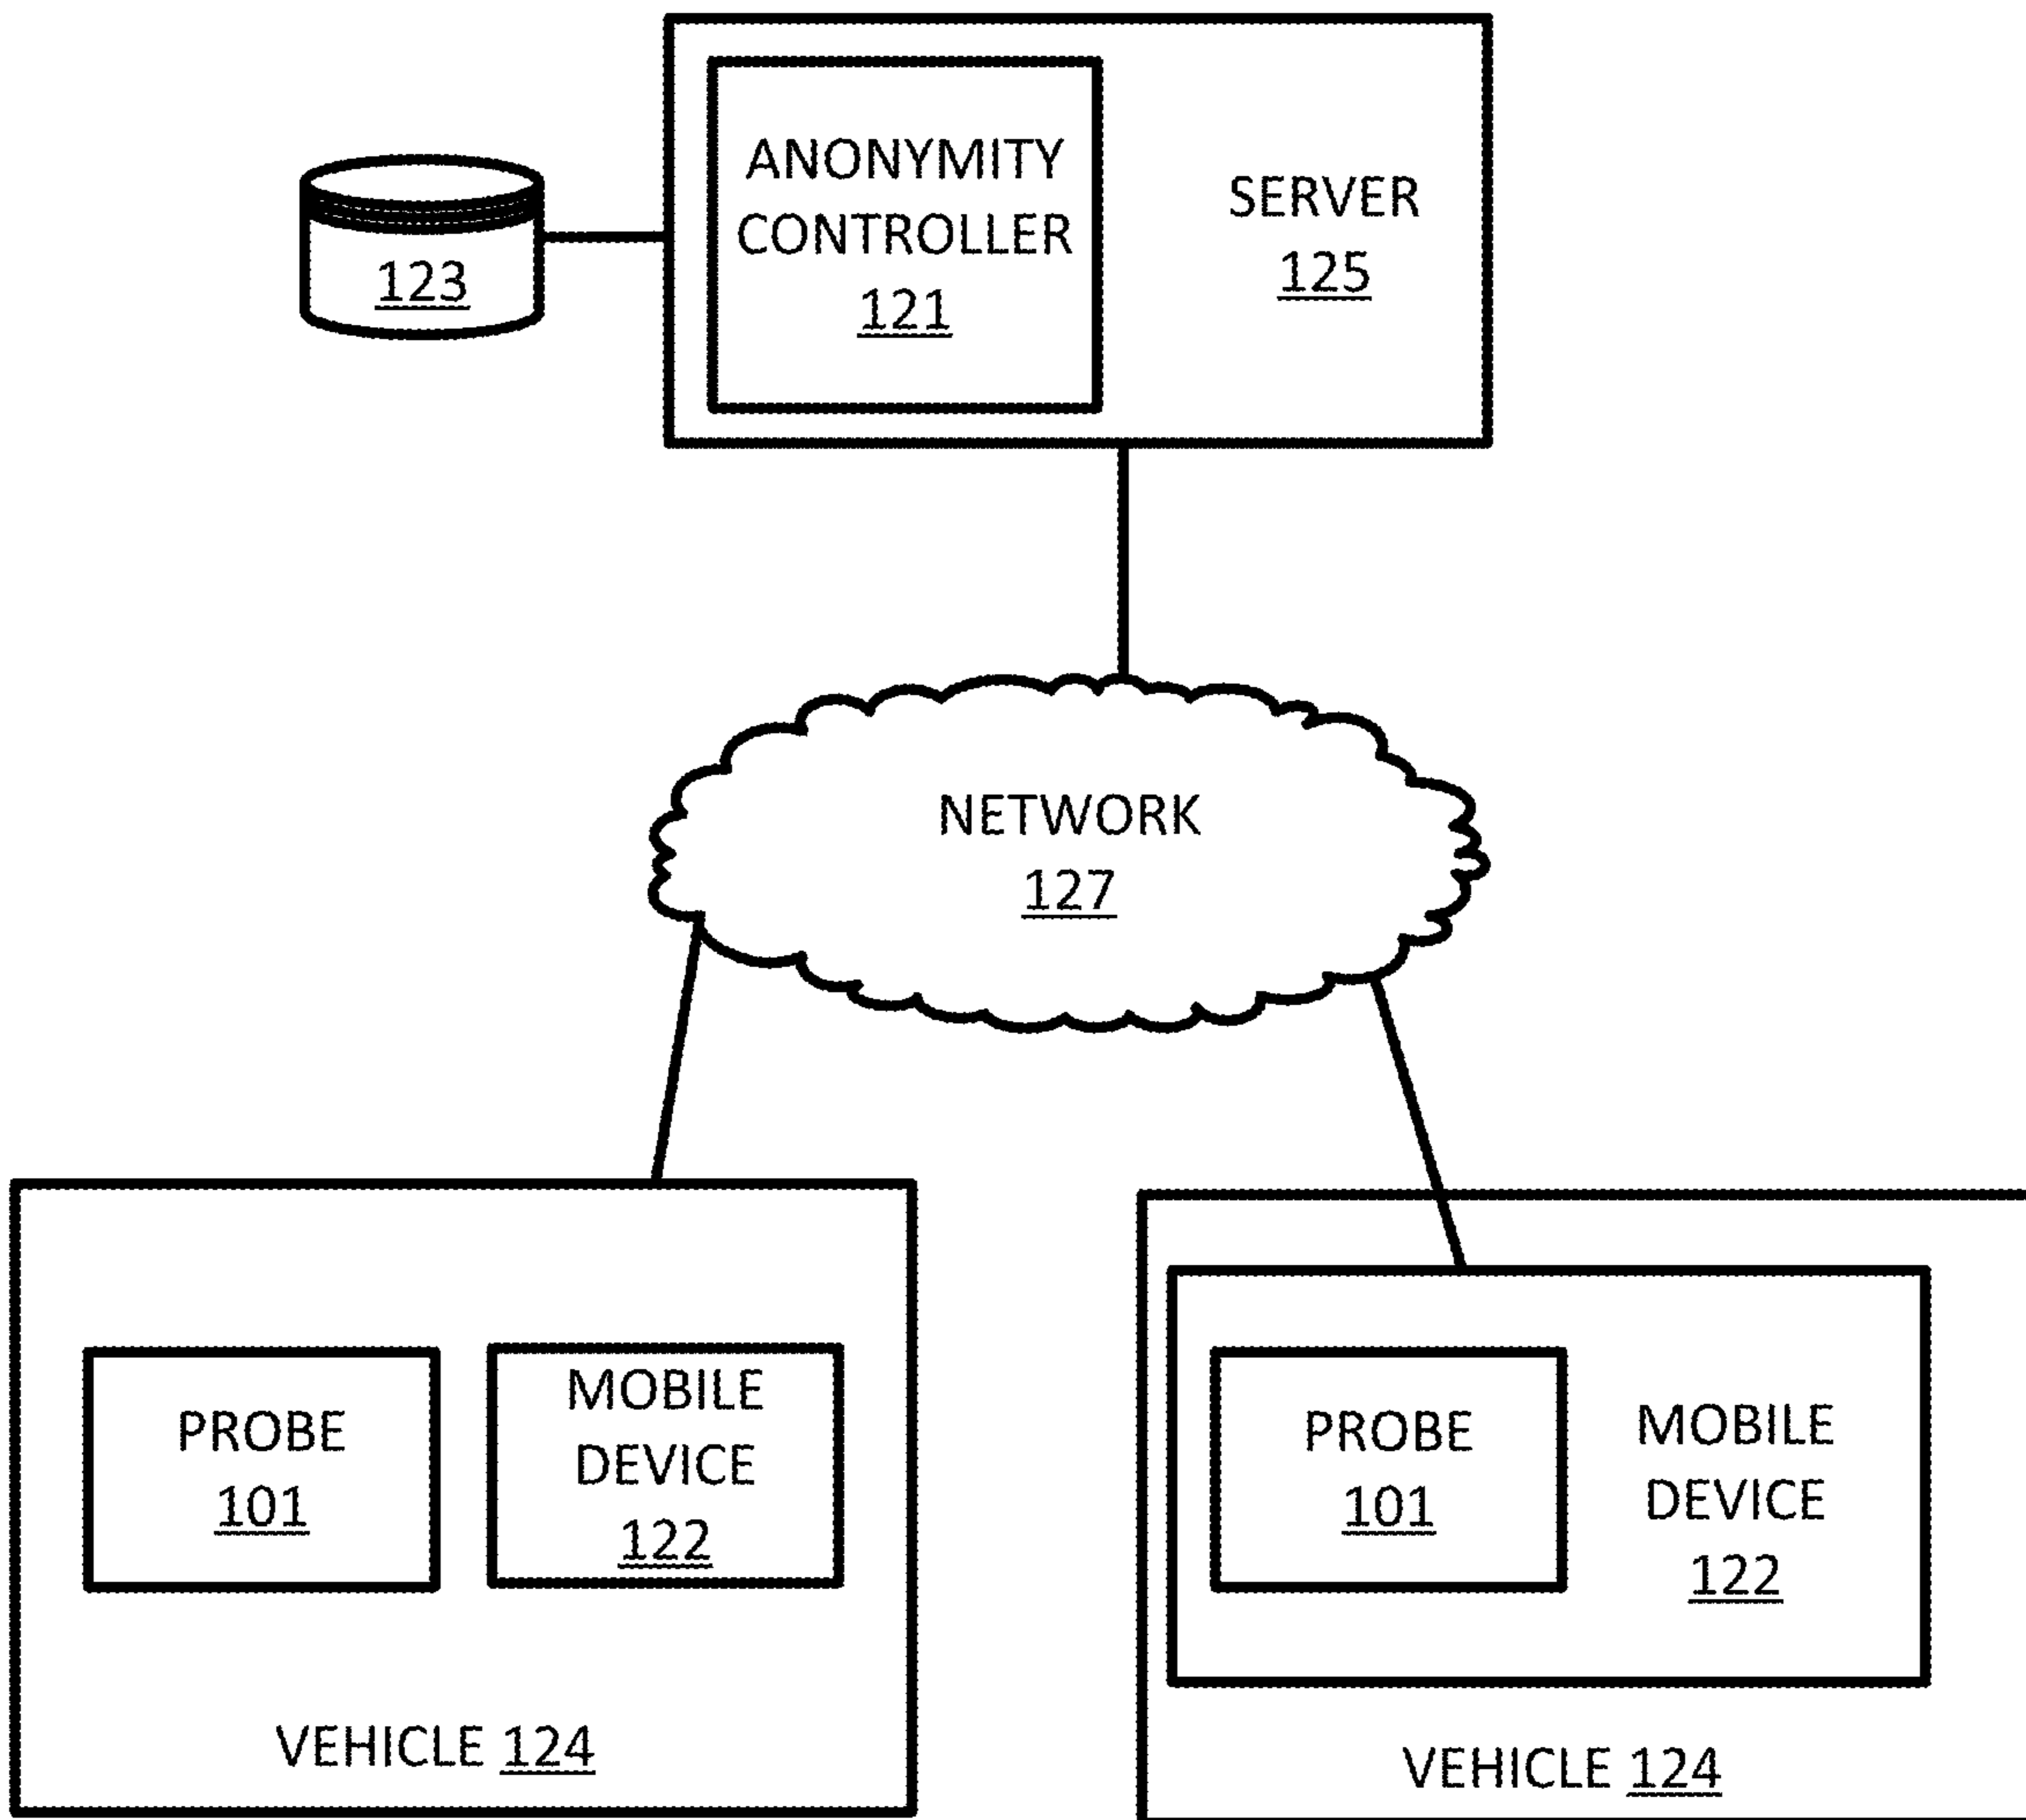 ANONYMITY
CONTROLLER
121
SERVER
125
123
NETWORK
127
PROBE
101
MOBILE
DEVICE
122
VEHICLE 124
PROBE
101
MOBILE
DEVICE
122
VEHICLE 124